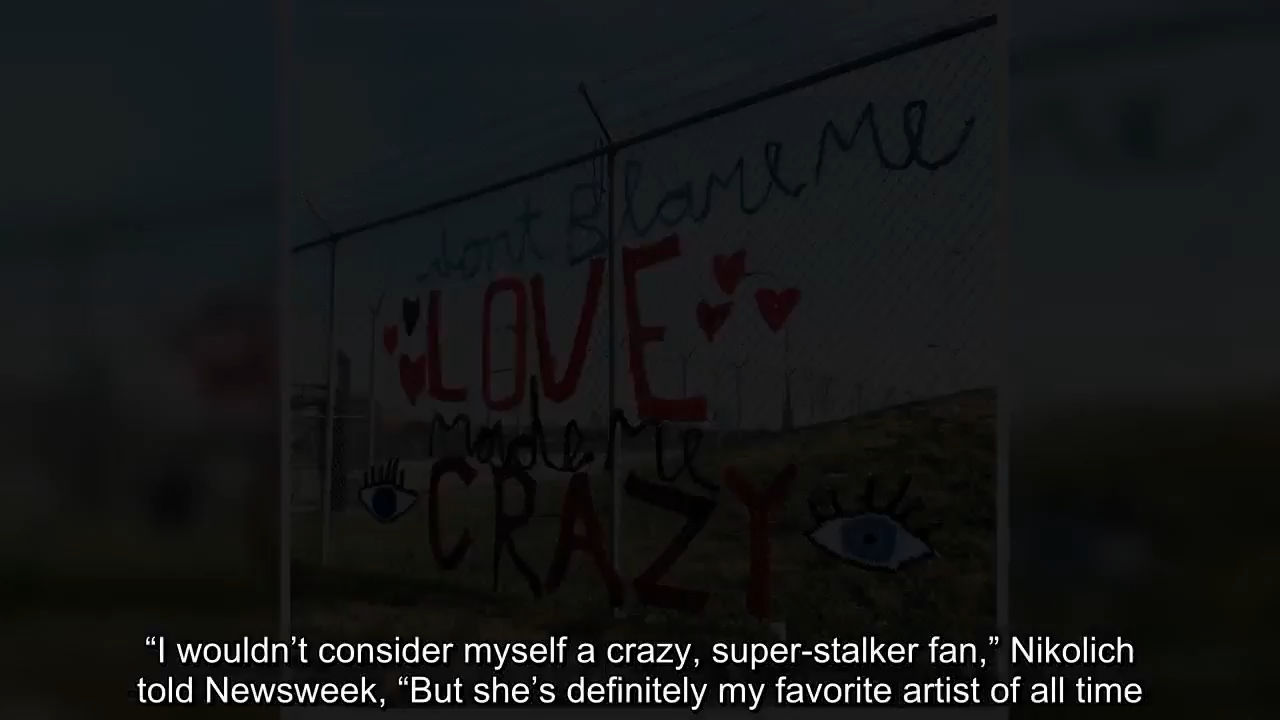 dont Blame Me
LOVE
made Me
CRAZY
“I wouldn’t consider myself a crazy, super-stalker fan,” Nikolich
told Newsweek, “But she’s definitely my favorite artist of all time